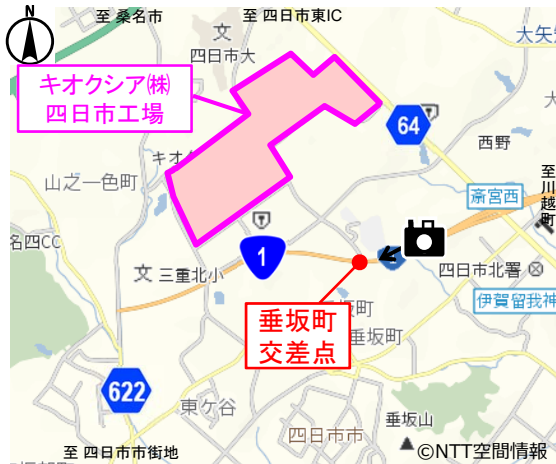 N
至 桑名市
至 四日市東IC
文
四日市大
大矢知
キオクシア㈱
四日市工場
64
キオク
西野
山之一色町
斎宮西
至川越町
名四CC
1
文 三重北小
四日市北署
垂坂町
交差点
坂町
垂坂町
伊賀留我神
622
東ケ谷
四日市市
垂坂山
至 四日市市街地
©NTT空間情報